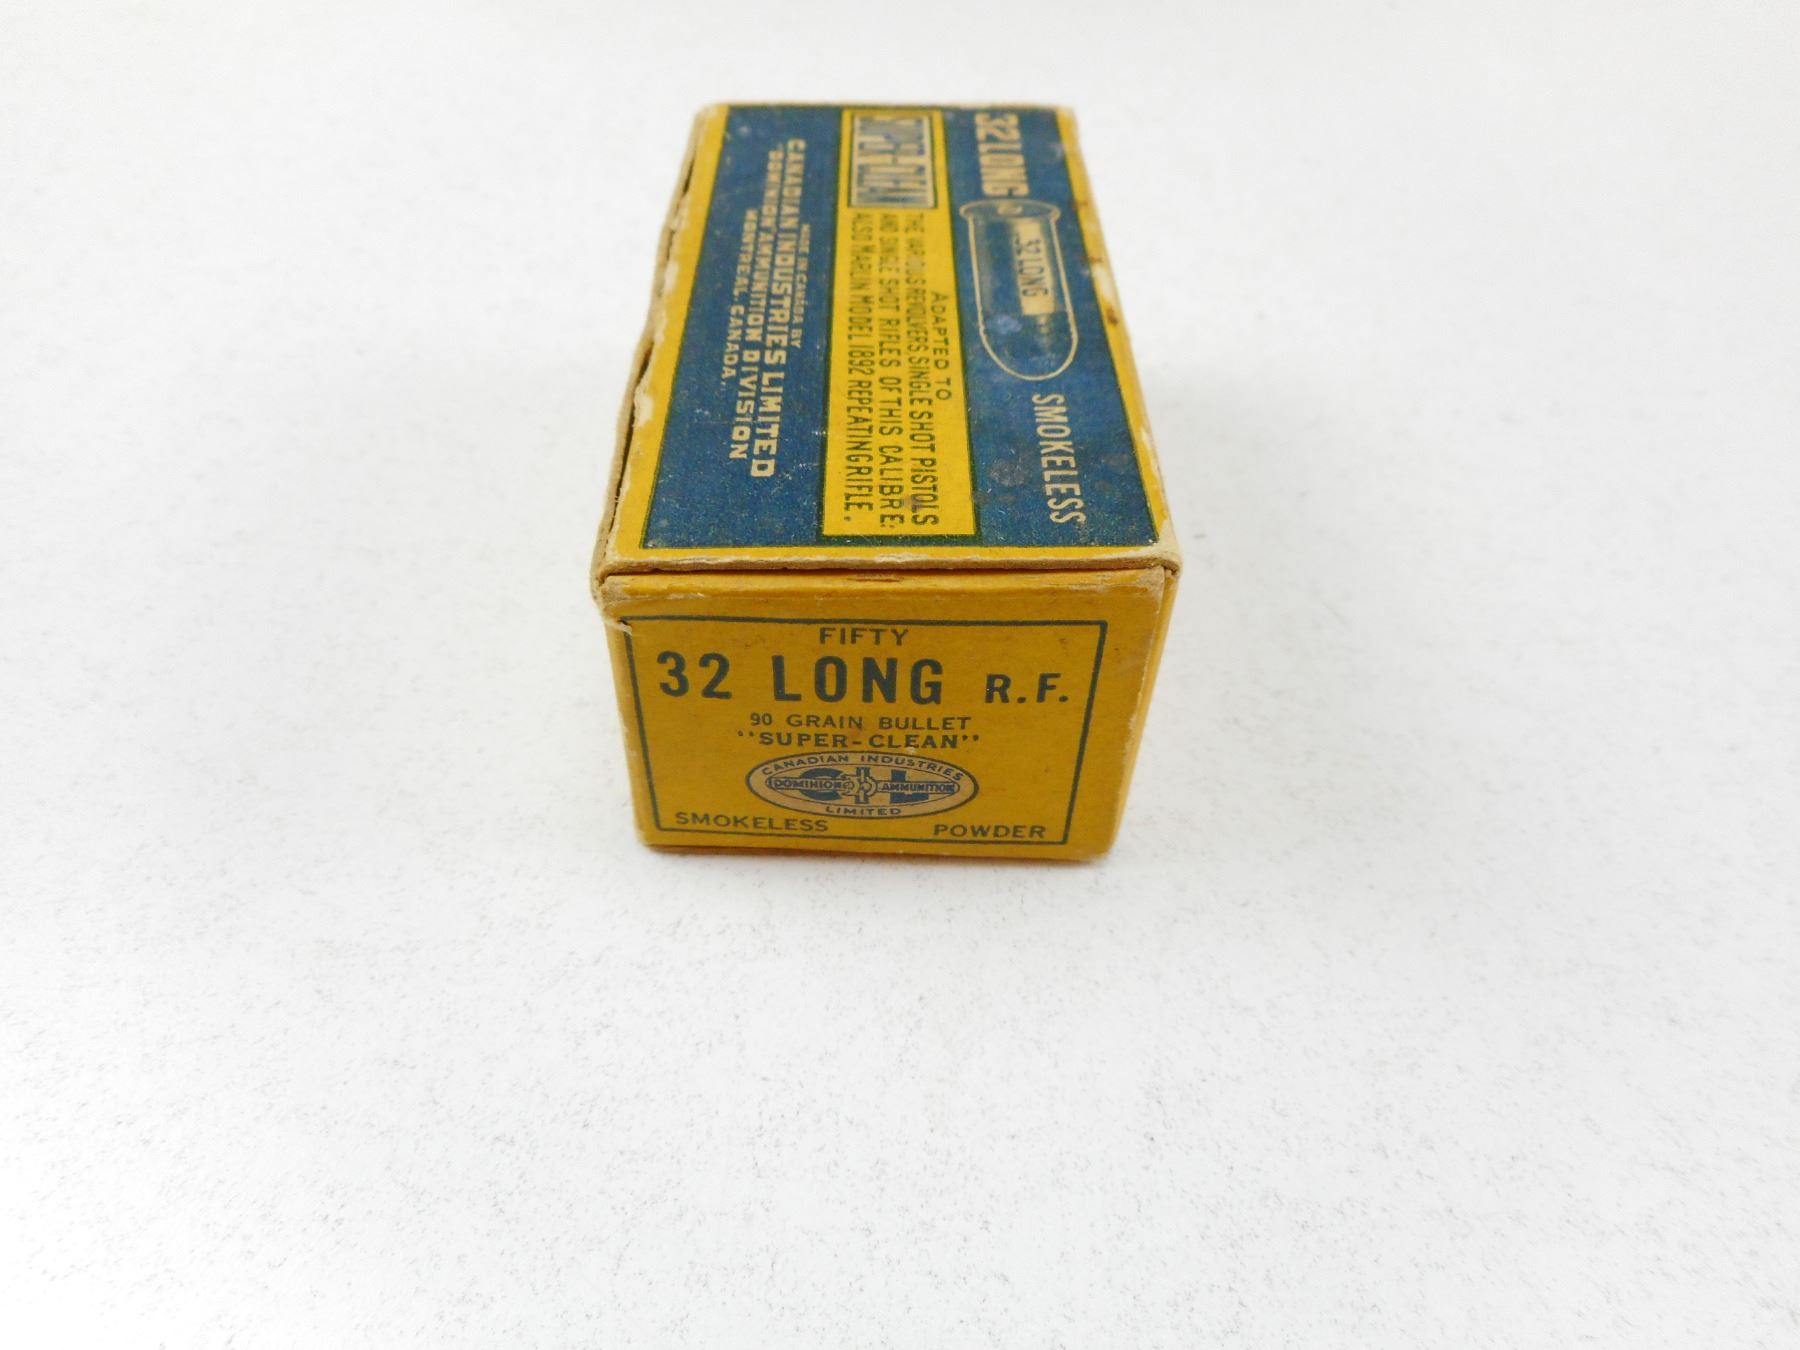 32 LONG
32 LONG
SMOKELESS
SUPER-CLEAN
ADAPTED TO
THE VARIOUS REVOLVERS, SINGLE SHOT PISTOLS
AND SINGLE SHOT RIFLES OF THIS CALIBRE.
ALSO MARLIN MODEL 1892 REPEATING RIFLE.
MADE IN CANADA BY
CANADIAN INDUSTRIES LIMITED
"DOMINION" AMMUNITION DIVISION
MONTREAL, CANADA.
FIFTY
32 LONG R.F.
90 GRAIN BULLET
"SUPER-CLEAN"
CANADIAN INDUSTRIES
DOMINION AMMUNITION
LIMITED
SMOKELESS POWDER